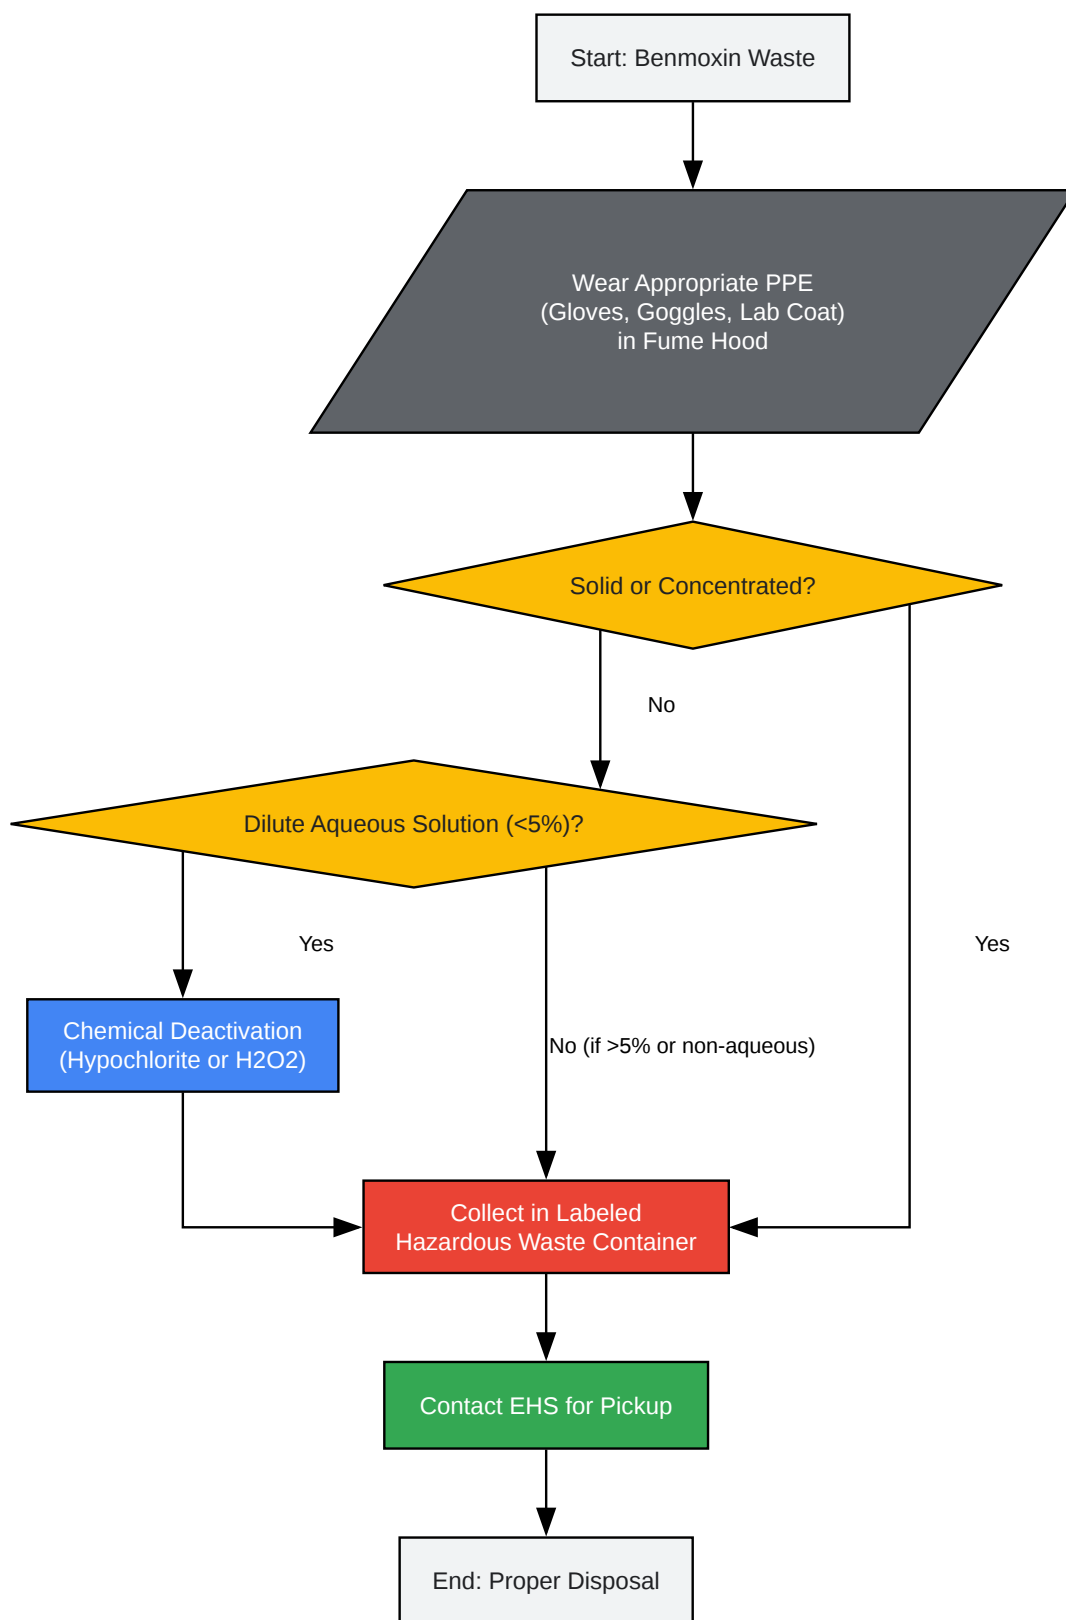 Start: Benmoxin Waste
Wear Appropriate PPE
(Gloves, Goggles, Lab Coat)
in Fume Hood
Solid or Concentrated?
No
Dilute Aqueous Solution (<5%)?
Yes
Yes
Chemical Deactivation
(Hypochlorite or H2O2)
No (if >5% or non-aqueous)
Collect in Labeled
Hazardous Waste Container
Contact EHS for Pickup
End: Proper Disposal